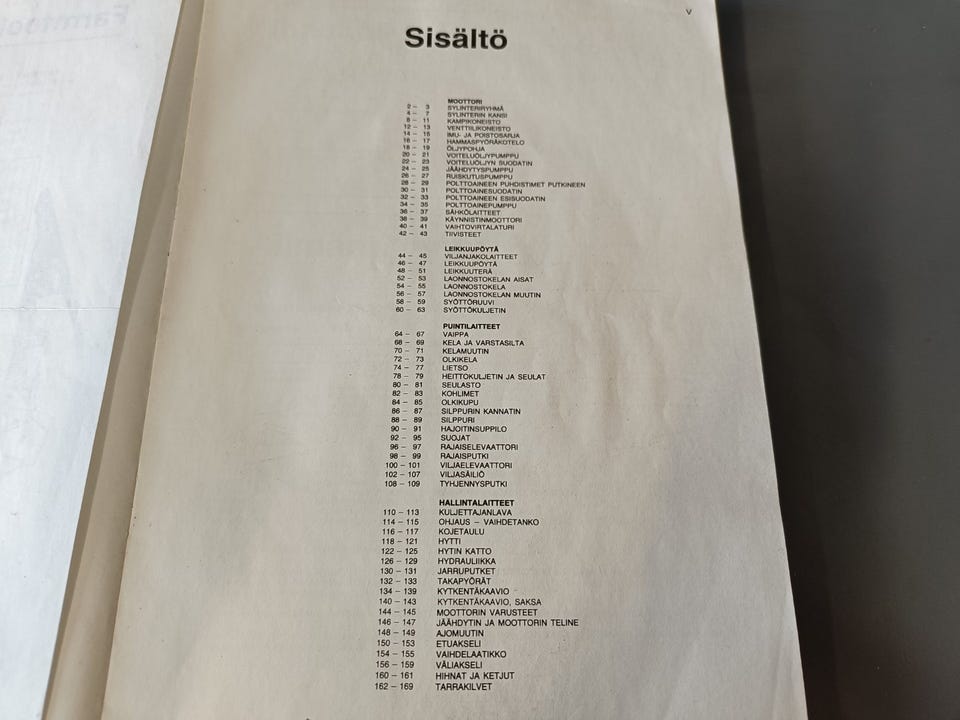 v
Sisältö
MOOTTORI
2 – 3 SYLINTERIRYHMÄ
4 – 7 SYLINTERIN KANSI
8 – 11 KAMPIKONEISTO
12 – 13 VENTTIILIKONEISTO
14 – 15 IMU- JA POISTOSARJA
16 – 17 HAMMASPYÖRÄKOTELO
18 – 19 ÖLJYPOHJA
20 – 21 VOITELUÖLJYPUMPPU
22 – 23 VOITELUÖLJYN SUODATIN
24 – 25 JÄÄHDYTYSPUMPPU
26 – 27 RUISKUTUSPUMPPU
28 – 29 POLTTOAINEEN PUHDISTIMET PUTKINEEN
30 – 31 POLTTOAINESUODATIN
32 – 33 POLTTOAINEEN ESISUODATIN
34 – 35 POLTTOAINEPUMPPU
36 – 37 SÄHKÖLAITTEET
38 – 39 KÄYNNISTINMOOTTORI
40 – 41 VAIHTOVIRTALATURI
42 – 43 TIIVISTEET
LEIKKUUPÖYTÄ
44 – 45 VILJANJAKOLAITTEET
46 – 47 LEIKKUUPÖYTÄ
48 – 51 LEIKKUUTERÄ
52 – 53 LAONNOSTOKELAN AISAT
54 – 55 LAONNOSTOKELA
56 – 57 LAONNOSTOKELAN MUUTIN
58 – 59 SYÖTTÖRUUVI
60 – 63 SYÖTTÖKULJETIN
PUINTILAITTEET
64 – 67 VAIPPA
68 – 69 KELA JA VARSTASILTA
70 – 71 KELAMUUTIN
72 – 73 OLKIKELA
74 – 77 LIETSO
78 – 79 HEITTOKULJETIN JA SEULAT
80 – 81 SEULASTO
82 – 83 KOHLIMET
84 – 85 OLKIKUPU
86 – 87 SILPPURIN KANNATIN
88 – 89 SILPPURI
90 – 91 HAJOITINSUPPILO
92 – 95 SUOJAT
96 – 97 RAJAISELEVAATTORI
98 – 99 RAJAISPUTKI
100 – 101 VILJAELEVAATTORI
102 – 107 VILJASÄILIÖ
108 – 109 TYHJENNYSPUTKI
HALLINTALAITTEET
110 – 113 KULJETTAJANLAVA
114 – 115 OHJAUS – VAIHDETANKO
116 – 117 KOJETAULU
118 – 121 HYTTI
122 – 125 HYTIN KATTO
126 – 129 HYDRAULIIKKA
130 – 131 JARRUPUTKET
132 – 133 TAKAPYÖRÄT
134 – 139 KYTKENTÄKAAVIO
140 – 143 KYTKENTÄKAAVIO, SAKSA
144 – 145 MOOTTORIN VARUSTEET
146 – 147 JÄÄHDYTIN JA MOOTTORIN TELINE
148 – 149 AJOMUUTIN
150 – 153 ETUAKSELI
154 – 155 VAIHDELAATIKKO
156 – 159 VÄLIAKSELI
160 – 161 HIHNAT JA KETJUT
162 – 169 TARRAKILVET